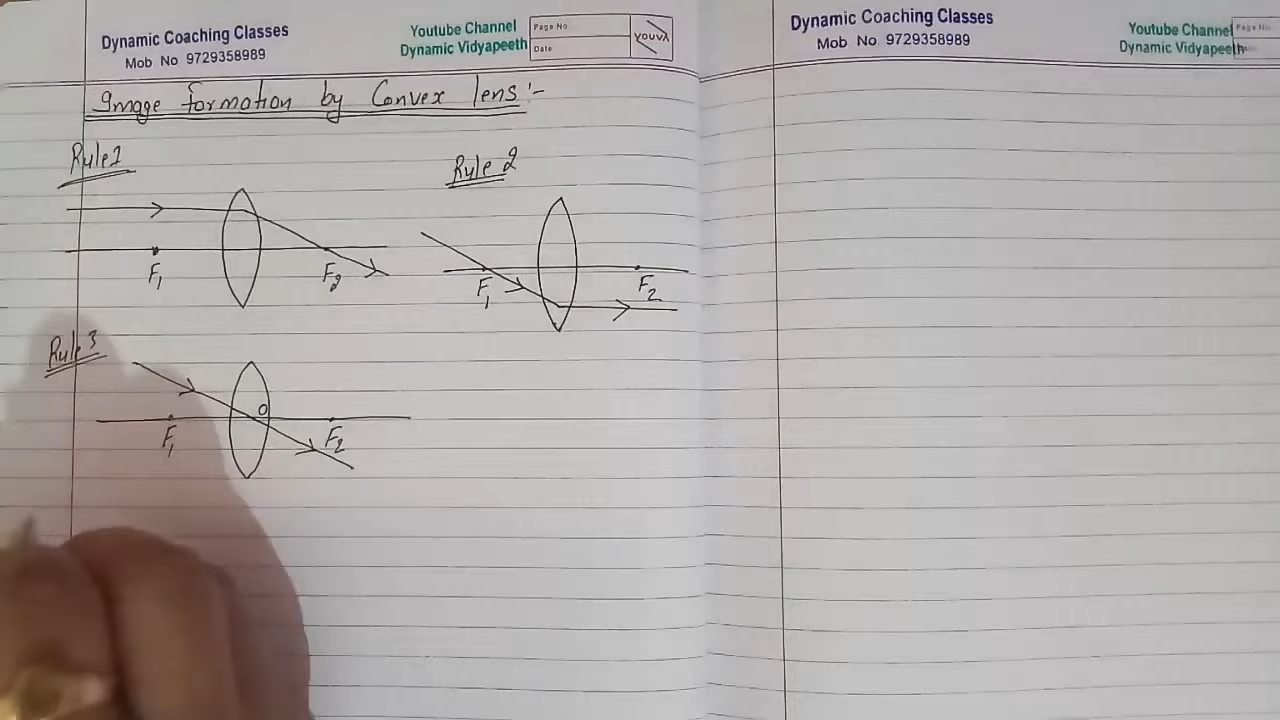 Dynamic Coaching Classes
Mob No 9729358989
Youtube Channel
Dynamic Vidyapeeth
Page No
Date
Youva
Image formation by Convex lens :-
Rule 1
F1
F2
Rule 2
F1
F2
Rule 3
O
F1
F2
Dynamic Coaching Classes
Mob No 9729358989
Youtube Channel
Dynamic Vidyapeeth
Page No